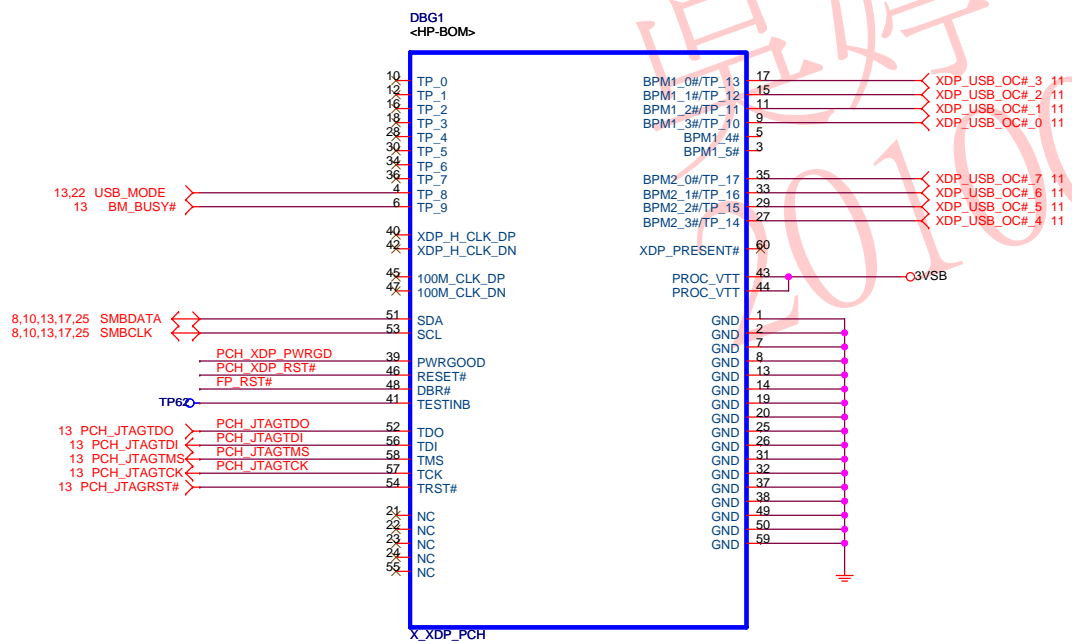 DBG1
<HP-BOM>
10 TP_0 BPM1_0#/TP_13 17 XDP_USB_OC#_3 11
12 TP_1 BPM1_1#/TP_12 15 XDP_USB_OC#_2 11
16 TP_2 BPM1_2#/TP_11 11 XDP_USB_OC#_1 11
18 TP_3 BPM1_3#/TP_10 9 XDP_USB_OC#_0 11
28 TP_4 BPM1_4# 5
30 TP_5 BPM1_5# 3
34 TP_6
36 TP_7 BPM2_0#/TP_17 35 XDP_USB_OC#_7 11
13,22 USB_MODE 4 TP_8 BPM2_1#/TP_16 33 XDP_USB_OC#_6 11
13 BM_BUSY# 6 TP_9 BPM2_2#/TP_15 29 XDP_USB_OC#_5 11
BPM2_3#/TP_14 27 XDP_USB_OC#_4 11
40 XDP_H_CLK_DP
42 XDP_H_CLK_DN XDP_PRESENT# 60
45 100M_CLK_DP PROC_VTT 43 3VSB
47 100M_CLK_DN PROC_VTT 44
8,10,13,17,25 SMBDATA 51 SDA GND 1
8,10,13,17,25 SMBCLK 53 SCL GND 2
GND 7
PCH_XDP_PWRGD 39 PWRGOOD GND 8
PCH_XDP_RST# 46 RESET# GND 13
FP_RST# 48 DBR# GND 14
TP62 41 TESTINB GND 19
GND 20
13 PCH_JTAGTDO PCH_JTAGTDO 52 TDO GND 25
13 PCH_JTAGTDI PCH_JTAGTDI 56 TDI GND 26
13 PCH_JTAGTMS PCH_JTAGTMS 58 TMS GND 31
13 PCH_JTAGTCK PCH_JTAGTCK 57 TCK GND 32
13 PCH_JTAGRST# 54 TRST# GND 37
GND 38
21 NC GND 49
22 NC GND 50
23 NC GND 59
24 NC
55 NC
X_XDP_PCH